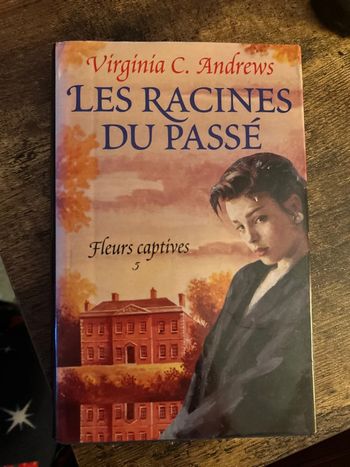 Virginia C. Andrews
LES RACINES
DU PASSÉ
Fleurs captives
5